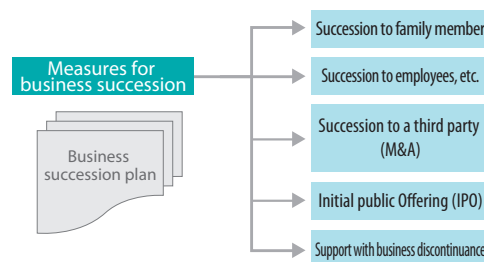 Measures for
business succession
Business
succession plan
Succession to family member
Succession to employees, etc.
Succession to a third party
(M&A)
Initial public Offering (IPO)
Support with business discontinuance